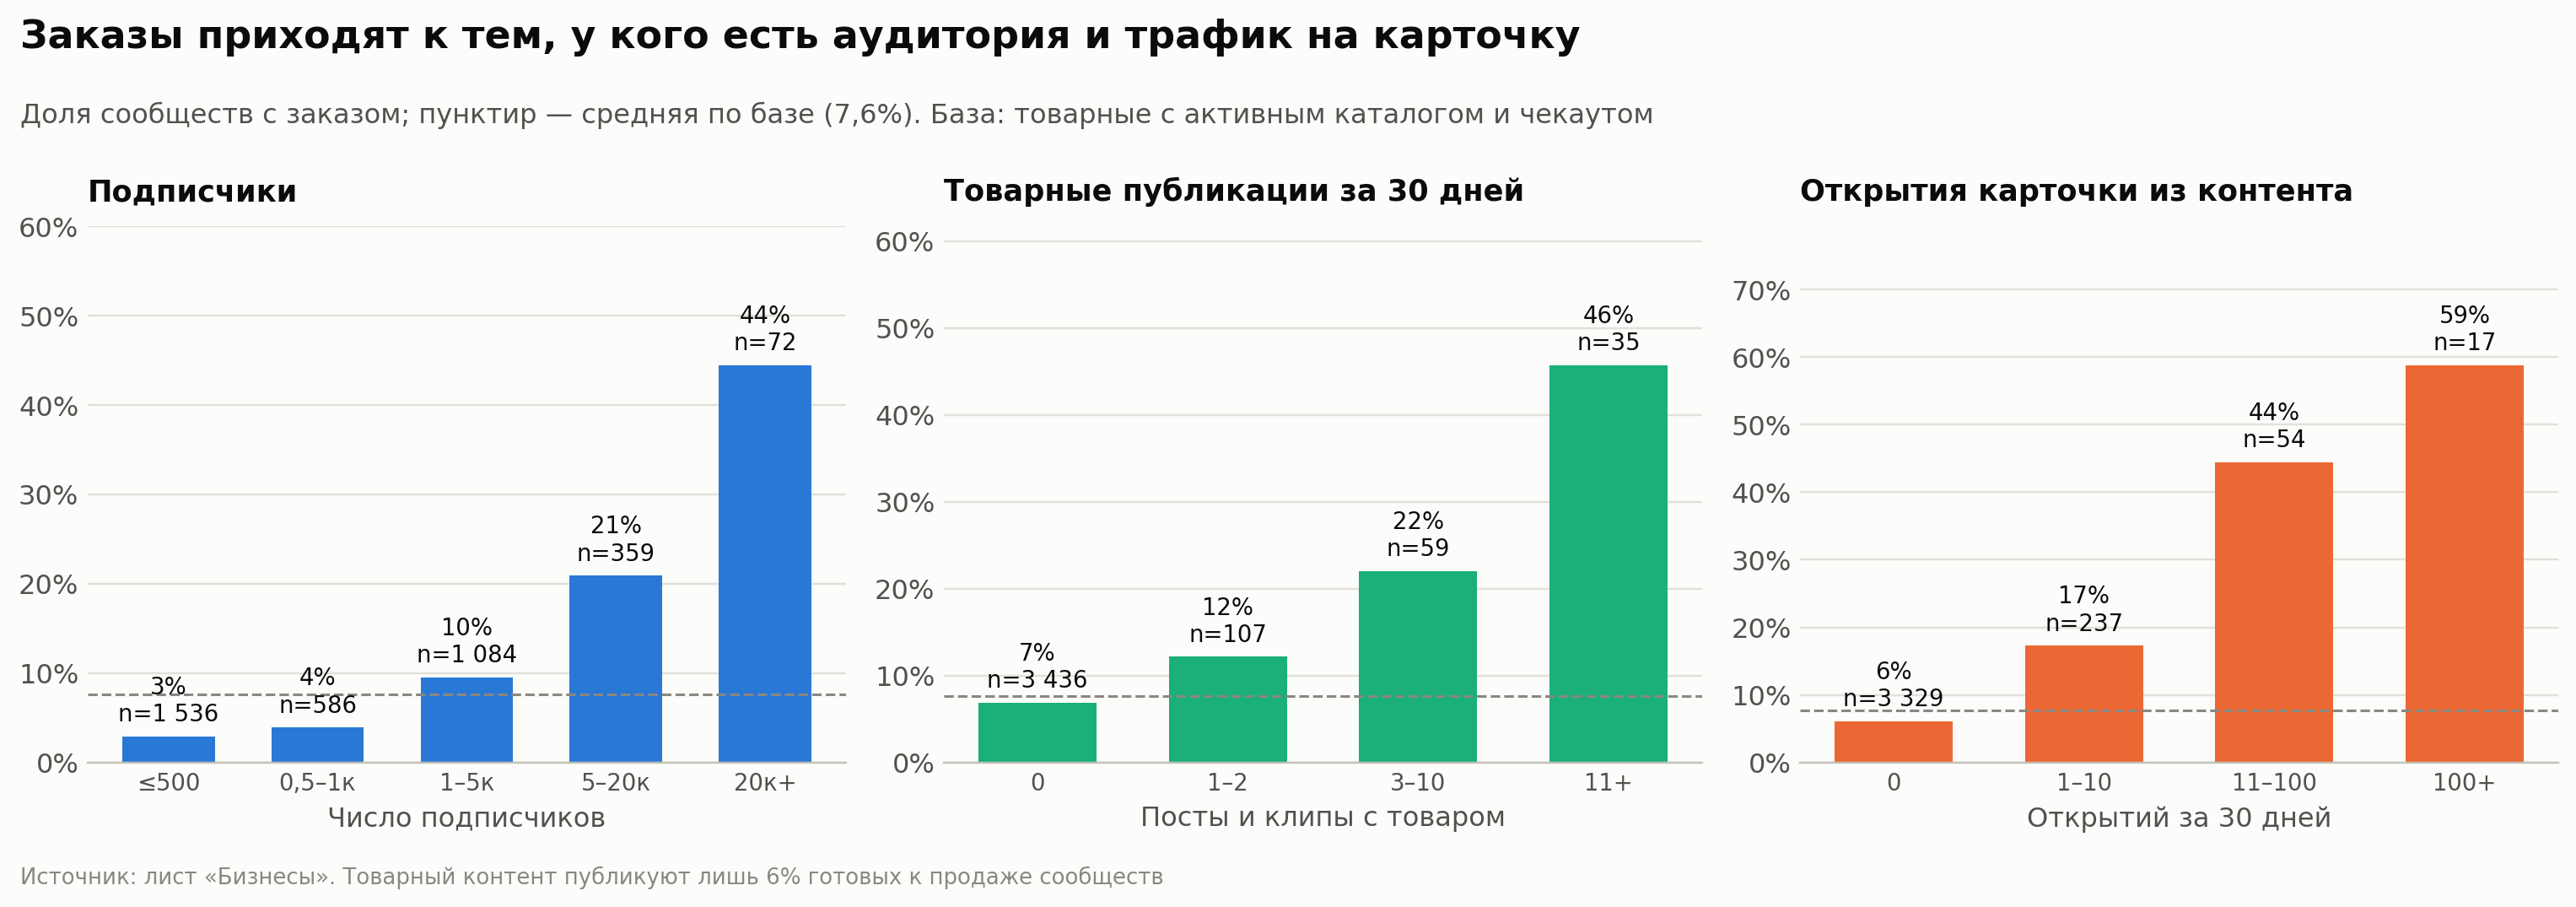 Заказы приходят к тем, у кого есть аудитория и трафик на карточку
Доля сообществ с заказом; пунктир — средняя по базе (7,6%). База: товарные с активным каталогом и чекаутом
Подписчики
60%
50%
40%
30%
20%
10%
0%
3%
n=1 536
4%
n=586
10%
n=1 084
21%
n=359
44%
n=72
≤500
0,5–1к
1–5к
5–20к
20к+
Число подписчиков
Товарные публикации за 30 дней
60%
50%
40%
30%
20%
10%
0%
7%
n=3 436
12%
n=107
22%
n=59
46%
n=35
0
1–2
3–10
11+
Посты и клипы с товаром
Открытия карточки из контента
70%
60%
50%
40%
30%
20%
10%
0%
6%
n=3 329
17%
n=237
44%
n=54
59%
n=17
0
1–10
11–100
100+
Открытий за 30 дней
Источник: лист «Бизнесы». Товарный контент публикуют лишь 6% готовых к продаже сообществ